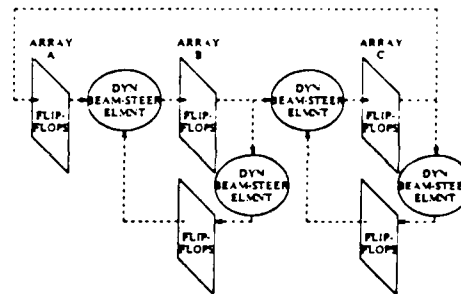 ARRAY
A
ARRAY
B
ARRAY
C
DYN
BEAM-STEER
ELMNT
DYN
BEAM-STEER
ELMNT
FLIP-
FLOPS
FLIP-
FLOPS
FLIP-
FLOPS
DYN
BEAM-STEER
ELMNT
DYN
BEAM-STEER
ELMNT
FLIP-
FLOPS
FLIP-
FLOPS